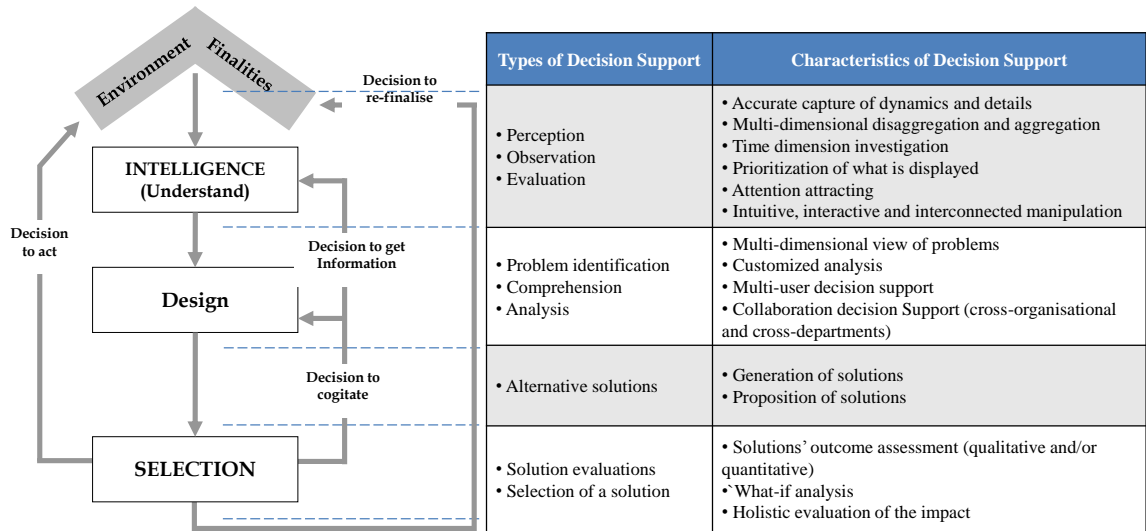 Environment
Finalities
Decision to
re-finalise
INTELLIGENCE
(Understand)
Decision
to act
Decision to get
Information
Design
Decision to
cogitate
SELECTION
Types of Decision Support
Characteristics of Decision Support
• Perception
• Observation
• Evaluation
• Accurate capture of dynamics and details
• Multi-dimensional disaggregation and aggregation
• Time dimension investigation
• Prioritization of what is displayed
• Attention attracting
• Intuitive, interactive and interconnected manipulation
• Problem identification
• Comprehension
• Analysis
• Multi-dimensional view of problems
• Customized analysis
• Multi-user decision support
• Collaboration decision Support (cross-organisational
and cross-departments)
• Alternative solutions
• Generation of solutions
• Proposition of solutions
• Solution evaluations
• Selection of a solution
• Solutions' outcome assessment (qualitative and/or
quantitative)
•`What-if analysis
• Holistic evaluation of the impact